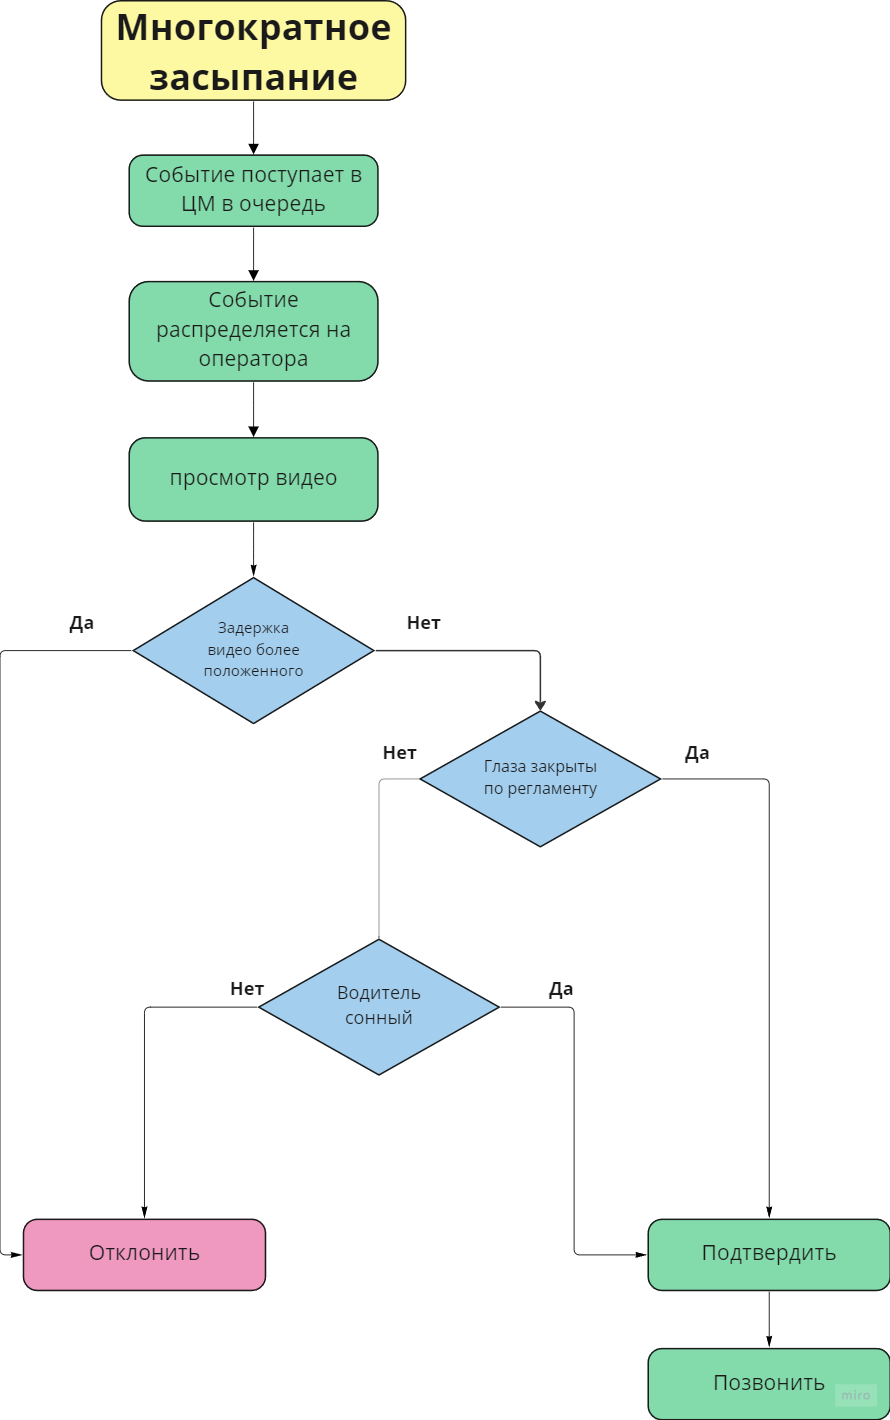 Многократное
засыпание
Событие поступает в
ЦМ в очередь
Событие
распределяется на
оператора
просмотр видео
Да
Нет
Задержка
видео более
положенного
Нет
Да
Глаза закрыты
по регламенту
Нет
Да
Водитель
сонный
Отклонить
Подтвердить
Позвонить
miro